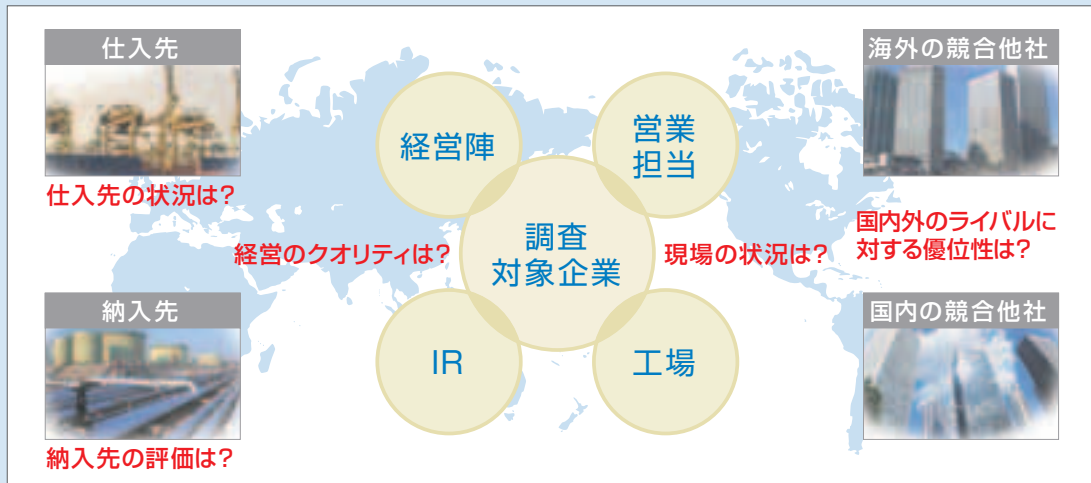 仕入先
仕入先の状況は?
納入先
納入先の評価は?
経営陣
営業
担当
経営のクオリティは?
調査
対象企業
現場の状況は?
IR
工場
海外の競合他社
国内外のライバルに
対する優位性は?
国内の競合他社